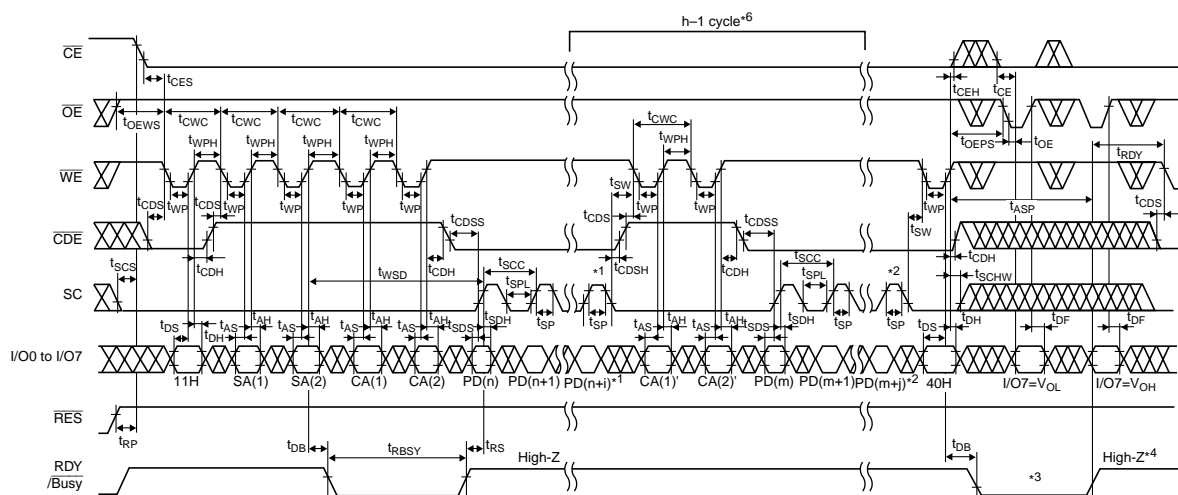 h–1 cycle*6
CE
tCES
tCEH tCE
OE
tOEWS tCWC tCWC tCWC tCWC tCWC
tWPH tWPH tWPH tWPH tWPH
tOEPS tOE
tRDY
WE
tCDS tWP tCDS tWP tWP tWP tWP tSW tWP tWP tWP
tCDS tCDSS tCDS tCDSS tSW tASP tCDS
CDE
tCDH tCDH tCDSH tCDH tCDH
tSCS tWSD tSCC *1 tSCC *2 tSCHW
tSPL tSPL
SC
tSP tSP tSP tSP
tDS tDH tAS tAH tAS tAH tAS tAH tAS tAH tSDS tSDH tAS tAH tAS tAH tSDS tSDH tDS tDH tDF tDF
I/O0 to I/O7
11H SA(1) SA(2) CA(1) CA(2) PD(n) PD(n+1) PD(n+i)*1 CA(1)' CA(2)' PD(m) PD(m+1) PD(m+j)*2 40H I/O7=VOL I/O7=VOH
RES
tRP
tDB tRBSY tRS tDB
RDY
/Busy
High-Z *3 High-Z*4